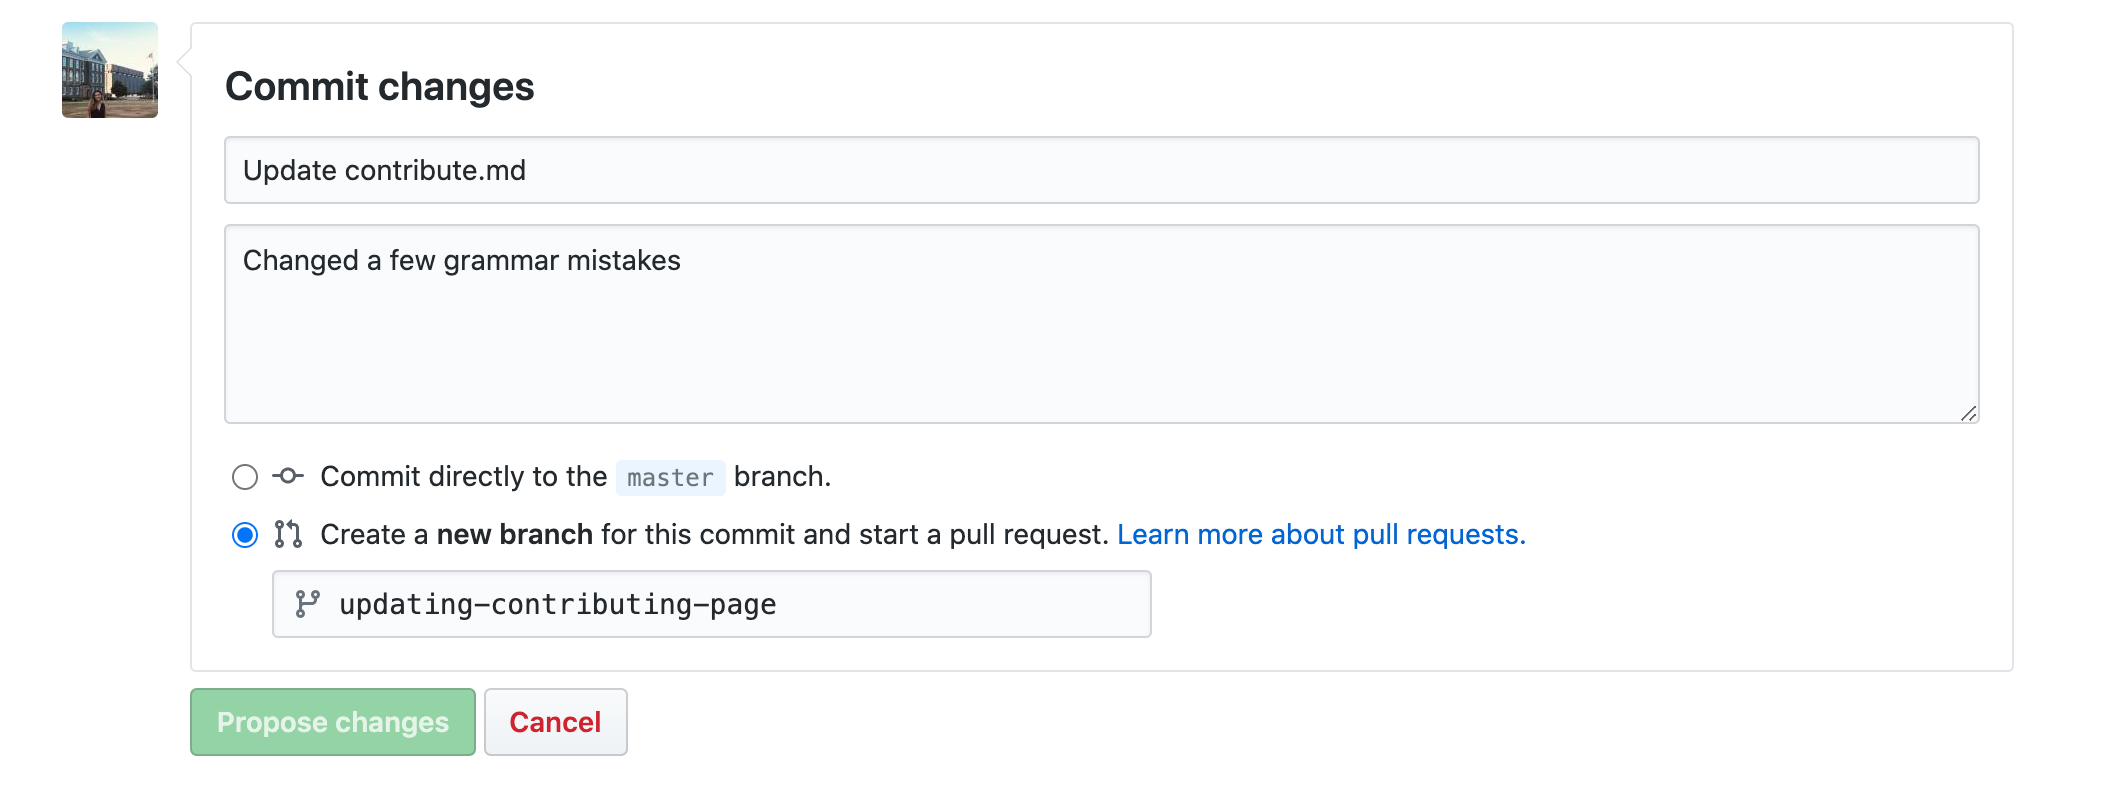 Commit changes
Update contribute.md
Changed a few grammar mistakes
Commit directly to the master branch.
Create a new branch for this commit and start a pull request. Learn more about pull requests.
updating-contributing-page
Propose changes Cancel